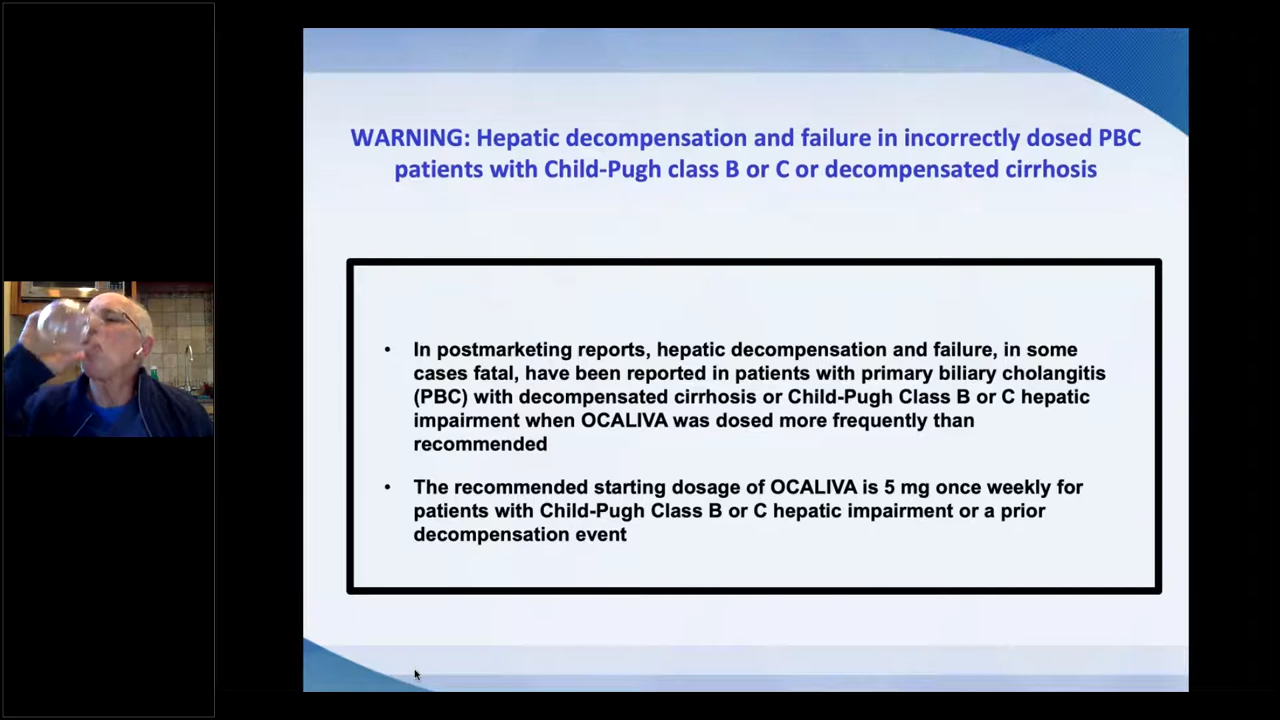 WARNING: Hepatic decompensation and failure in incorrectly dosed PBC
patients with Child-Pugh class B or C or decompensated cirrhosis
• In postmarketing reports, hepatic decompensation and failure, in some
cases fatal, have been reported in patients with primary biliary cholangitis
(PBC) with decompensated cirrhosis or Child-Pugh Class B or C hepatic
impairment when OCALIVA was dosed more frequently than
recommended
• The recommended starting dosage of OCALIVA is 5 mg once weekly for
patients with Child-Pugh Class B or C hepatic impairment or a prior
decompensation event